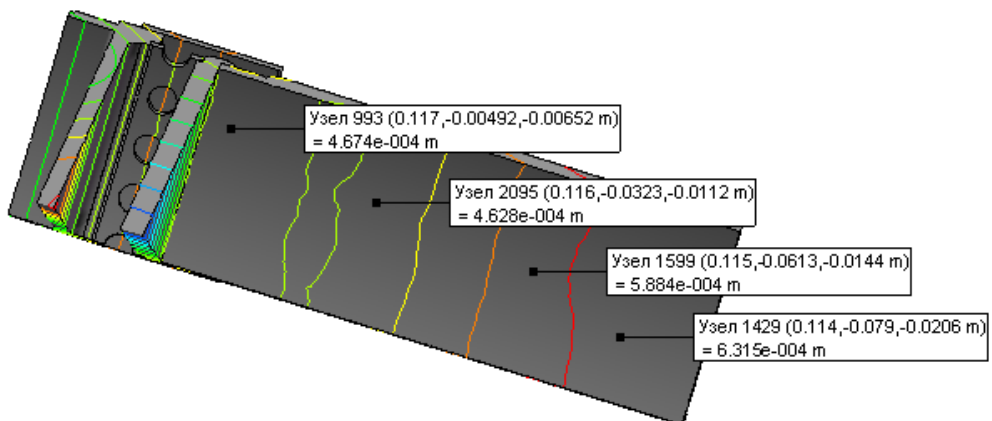 Узел 993 (0.117,-0.00492,-0.00652 m)
= 4.674e-004 m
Узел 2095 (0.116,-0.0323,-0.0112 m)
= 4.628e-004 m
Узел 1599 (0.115,-0.0613,-0.0144 m)
= 5.884e-004 m
Узел 1429 (0.114,-0.079,-0.0206 m)
= 6.315e-004 m